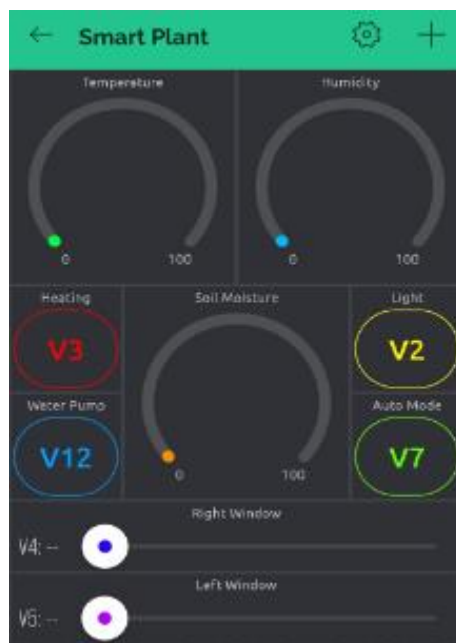 Smart Plant
Temperature Humidity
0 100 0 100
Heating Soil Moisture Light
V3 V2
Water Pump Auto Mode
V12 V7
0 100
Right Window
V4: --
Left Window
V5: --